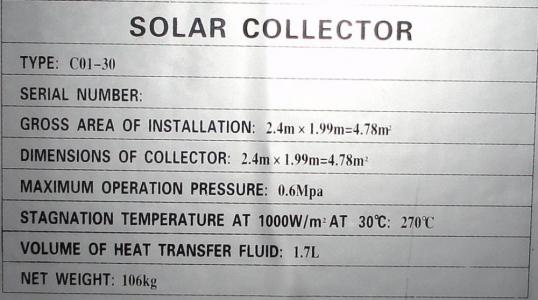 SOLAR COLLECTOR
TYPE: C01-30
SERIAL NUMBER:
GROSS AREA OF INSTALLATION: 2.4m × 1.99m=4.78m²
DIMENSIONS OF COLLECTOR: 2.4m × 1.99m=4.78m²
MAXIMUM OPERATION PRESSURE: 0.6Mpa
STAGNATION TEMPERATURE AT 1000W/m² AT 30℃: 270℃
VOLUME OF HEAT TRANSFER FLUID: 1.7L
NET WEIGHT: 106kg